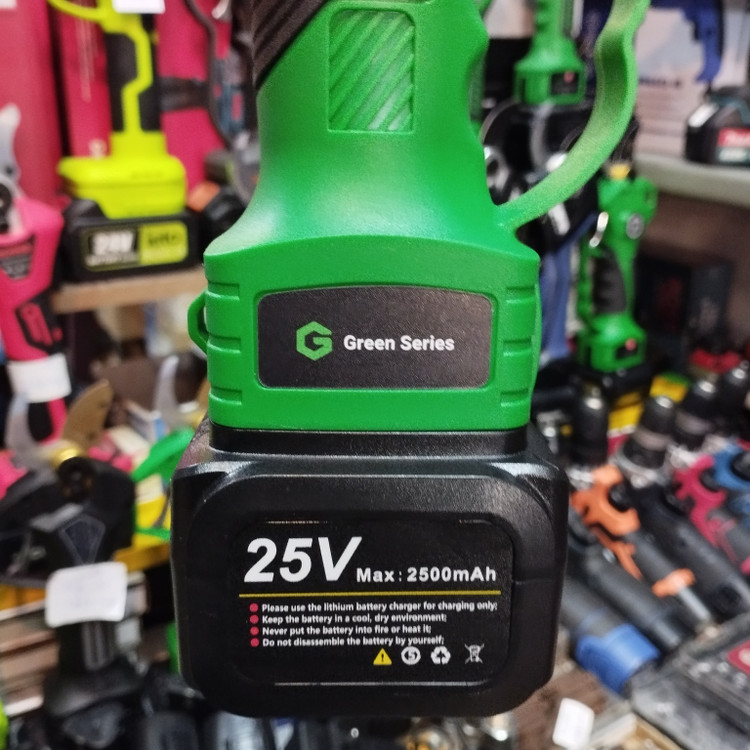 Green Series
25V Max: 2500mAh
Please use the lithium battery charger for charging only;
Keep the battery in a cool, dry environment;
Never put the battery into fire or heat it;
Do not disassemble the battery by yourself;